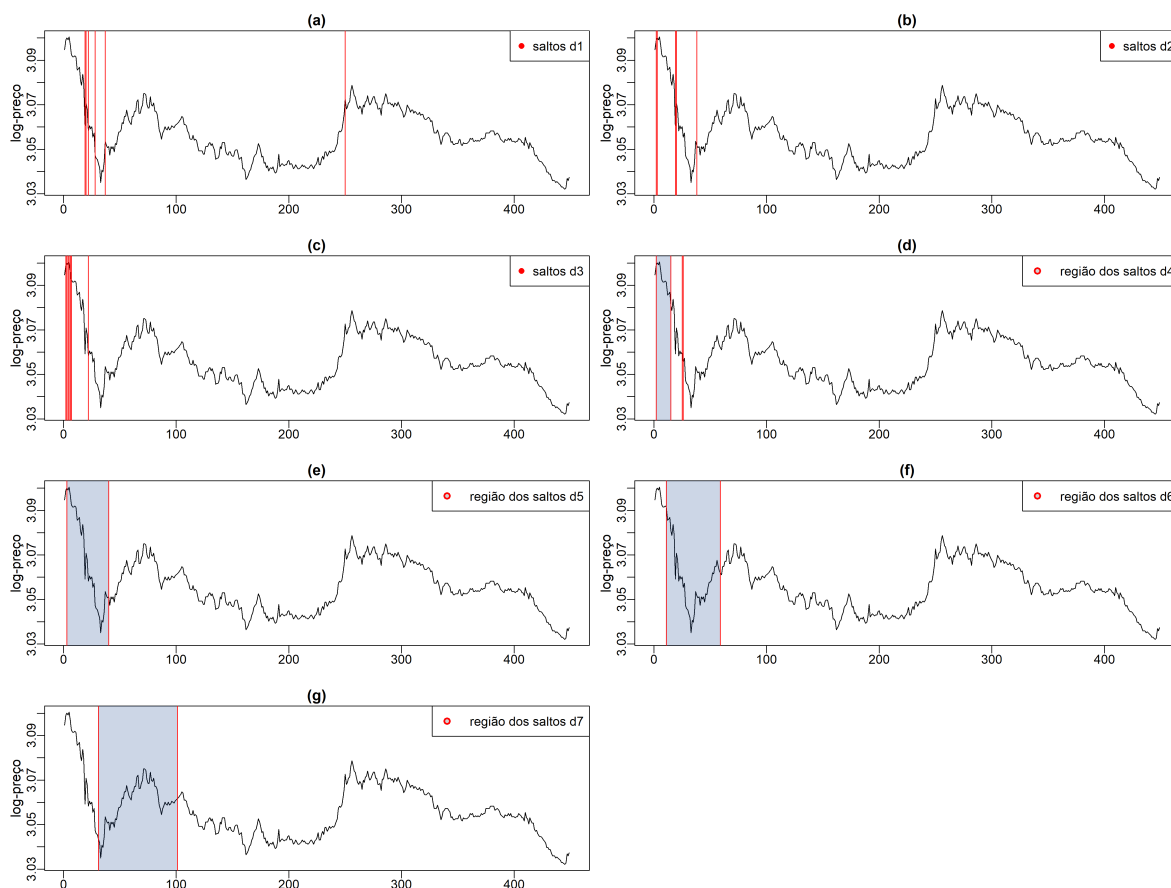 (a)
saltos d1
log-preço
3.03 3.05 3.07 3.09
0 100 200 300 400
(b)
saltos d2
log-preço
3.03 3.05 3.07 3.09
0 100 200 300 400
(c)
saltos d3
log-preço
3.03 3.05 3.07 3.09
0 100 200 300 400
(d)
região dos saltos d4
log-preço
3.03 3.05 3.07 3.09
0 100 200 300 400
(e)
região dos saltos d5
log-preço
3.03 3.05 3.07 3.09
0 100 200 300 400
(f)
região dos saltos d6
log-preço
3.03 3.05 3.07 3.09
0 100 200 300 400
(g)
região dos saltos d7
log-preço
3.03 3.05 3.07 3.09
0 100 200 300 400